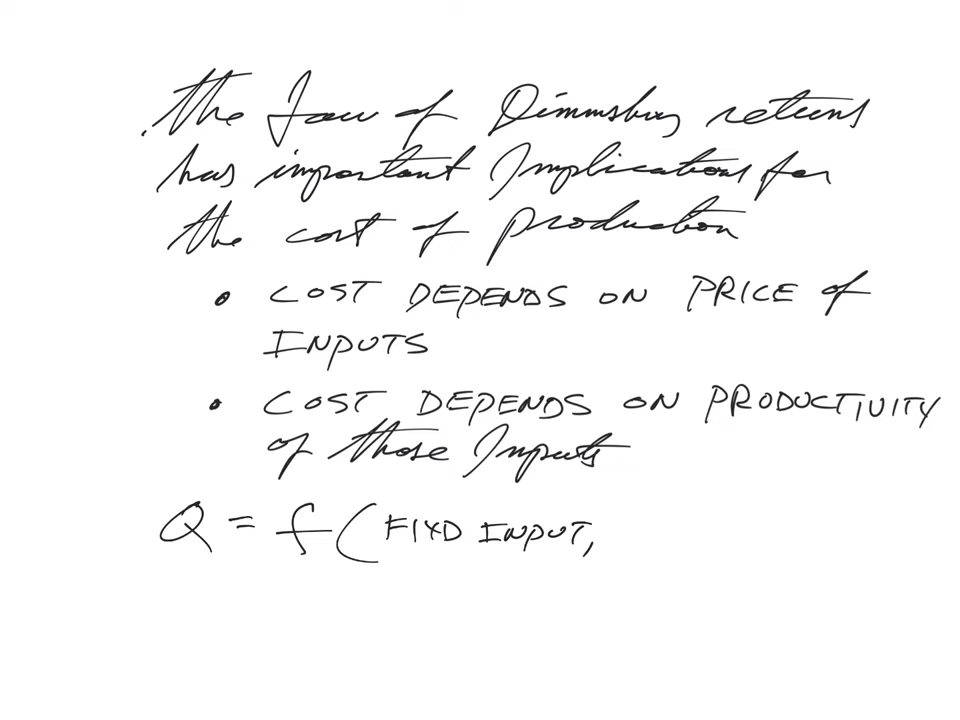 the Law of Diminishing returns
has important Implications for
the cost of production
• COST DEPENDS ON PRICE of
INPUTS
• COST DEPENDS ON PRODUCTIVITY
of those Inputs
Q = f (FIXD INPUT,